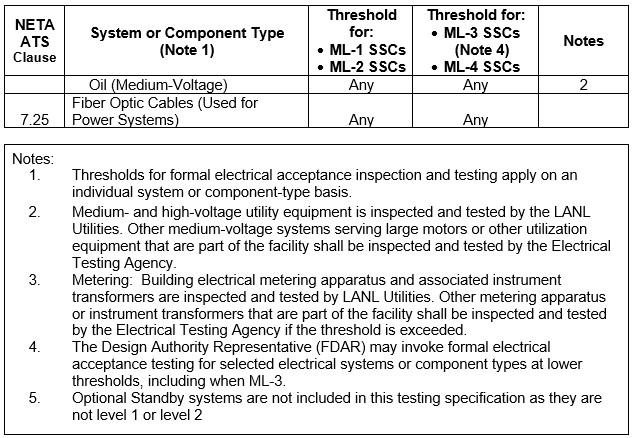 NETA
ATS
Clause
System or Component Type
(Note 1)
Threshold
for:
• ML-1 SSCs
• ML-2 SSCs
Threshold for:
• ML-3 SSCs
(Note 4)
• ML-4 SSCs
Notes
Oil (Medium-Voltage) Any Any 2
7.25 Fiber Optic Cables (Used for
Power Systems) Any Any
Notes:
1. Thresholds for formal electrical acceptance inspection and testing apply on an
individual system or component-type basis.
2. Medium- and high-voltage utility equipment is inspected and tested by the LANL
Utilities. Other medium-voltage systems serving large motors or other utilization
equipment that are part of the facility shall be inspected and tested by the Electrical
Testing Agency.
3. Metering: Building electrical metering apparatus and associated instrument
transformers are inspected and tested by LANL Utilities. Other metering apparatus
or instrument transformers that are part of the facility shall be inspected and tested
by the Electrical Testing Agency if the threshold is exceeded.
4. The Design Authority Representative (FDAR) may invoke formal electrical
acceptance testing for selected electrical systems or component types at lower
thresholds, including when ML-3.
5. Optional Standby systems are not included in this testing specification as they are
not level 1 or level 2